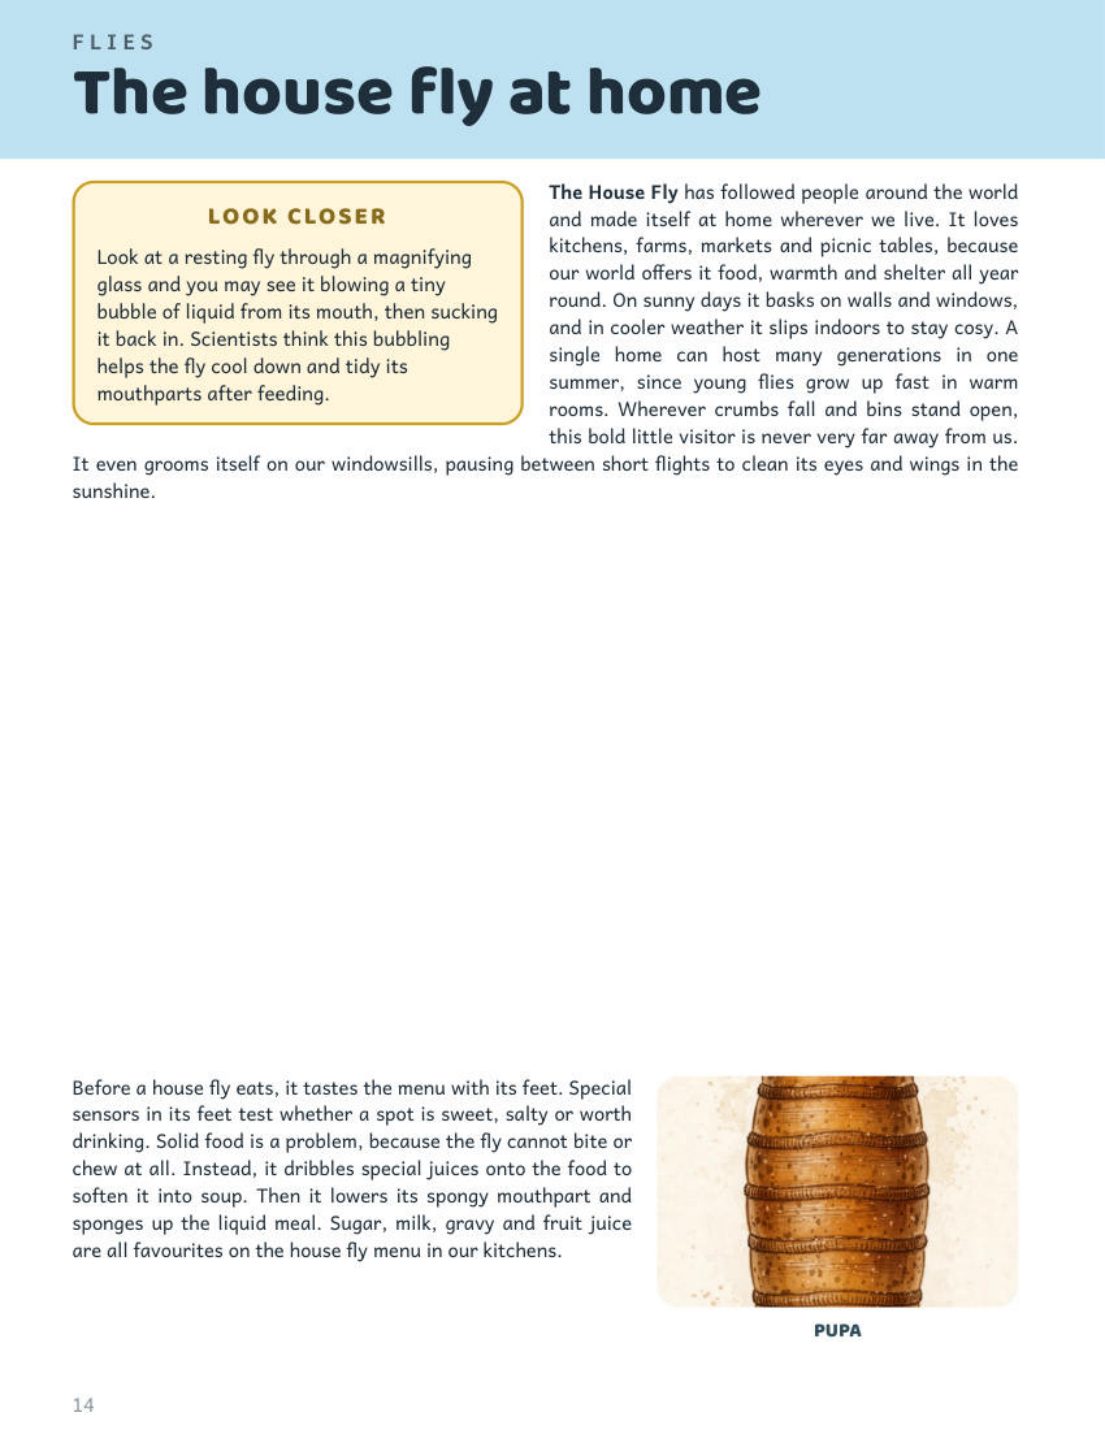 FLIES
The house fly at home
LOOK CLOSER
Look at a resting fly through a magnifying
glass and you may see it blowing a tiny
bubble of liquid from its mouth, then sucking
it back in. Scientists think this bubbling
helps the fly cool down and tidy its
mouthparts after feeding.
The House Fly has followed people around the world
and made itself at home wherever we live. It loves
kitchens, farms, markets and picnic tables, because
our world offers it food, warmth and shelter all year
round. On sunny days it basks on walls and windows,
and in cooler weather it slips indoors to stay cosy. A
single home can host many generations in one
summer, since young flies grow up fast in warm
rooms. Wherever crumbs fall and bins stand open,
this bold little visitor is never very far away from us.
It even grooms itself on our windowsills, pausing between short flights to clean its eyes and wings in the
sunshine.
Before a house fly eats, it tastes the menu with its feet. Special
sensors in its feet test whether a spot is sweet, salty or worth
drinking. Solid food is a problem, because the fly cannot bite or
chew at all. Instead, it dribbles special juices onto the food to
soften it into soup. Then it lowers its spongy mouthpart and
sponges up the liquid meal. Sugar, milk, gravy and fruit juice
are all favourites on the house fly menu in our kitchens.
PUPA
14